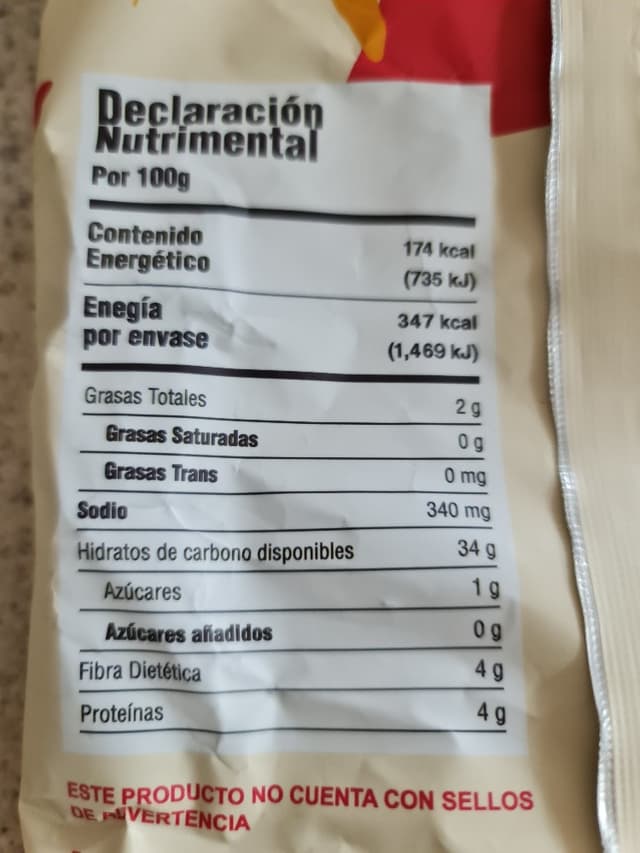 Declaración
Nutrimental
Por 100g
Contenido
Energético
174 kcal
(735 kJ)
Enegía
por envase
347 kcal
(1,469 kJ)
Grasas Totales 2 g
Grasas Saturadas 0 g
Grasas Trans 0 mg
Sodio 340 mg
Hidratos de carbono disponibles 34 g
Azúcares 1 g
Azúcares añadidos 0 g
Fibra Dietética 4 g
Proteínas 4 g
ESTE PRODUCTO NO CUENTA CON SELLOS
DE ADVERTENCIA